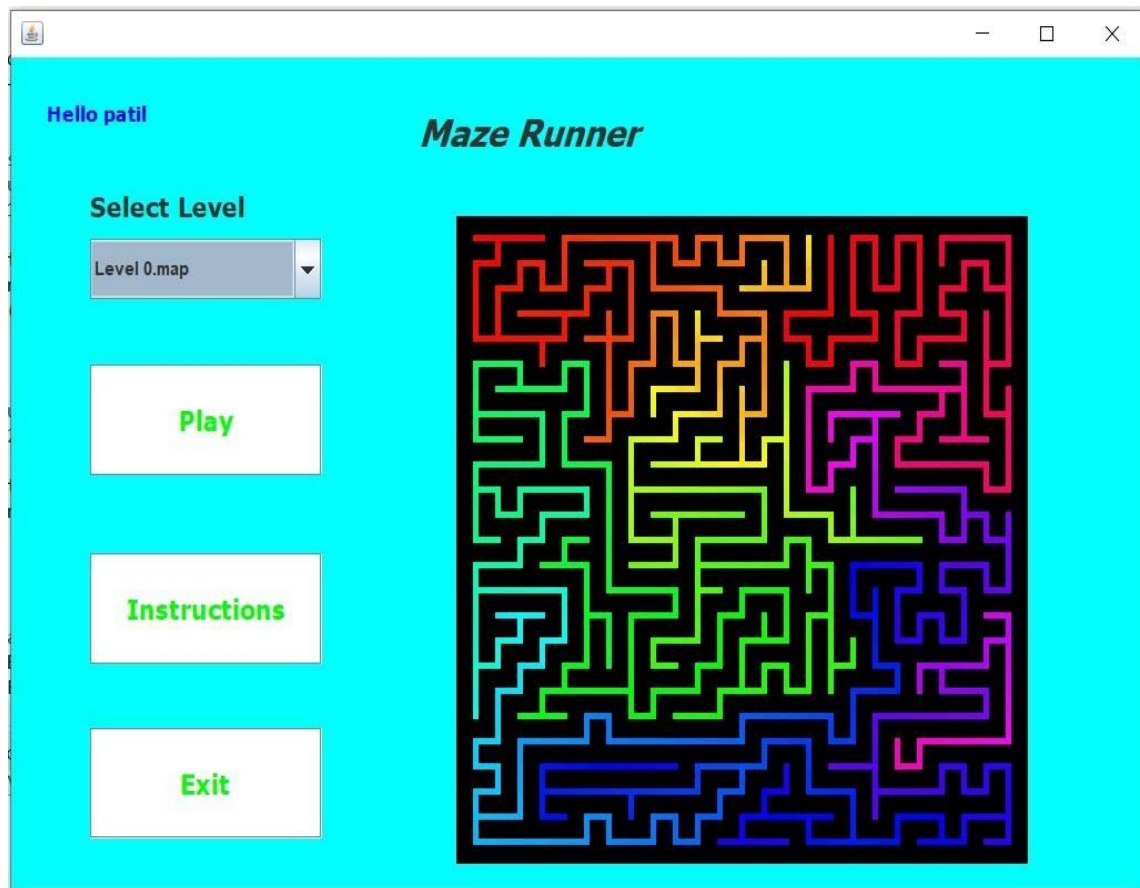 Hello patil
Maze Runner
Select Level
Level 0.map
Play
Instructions
Exit